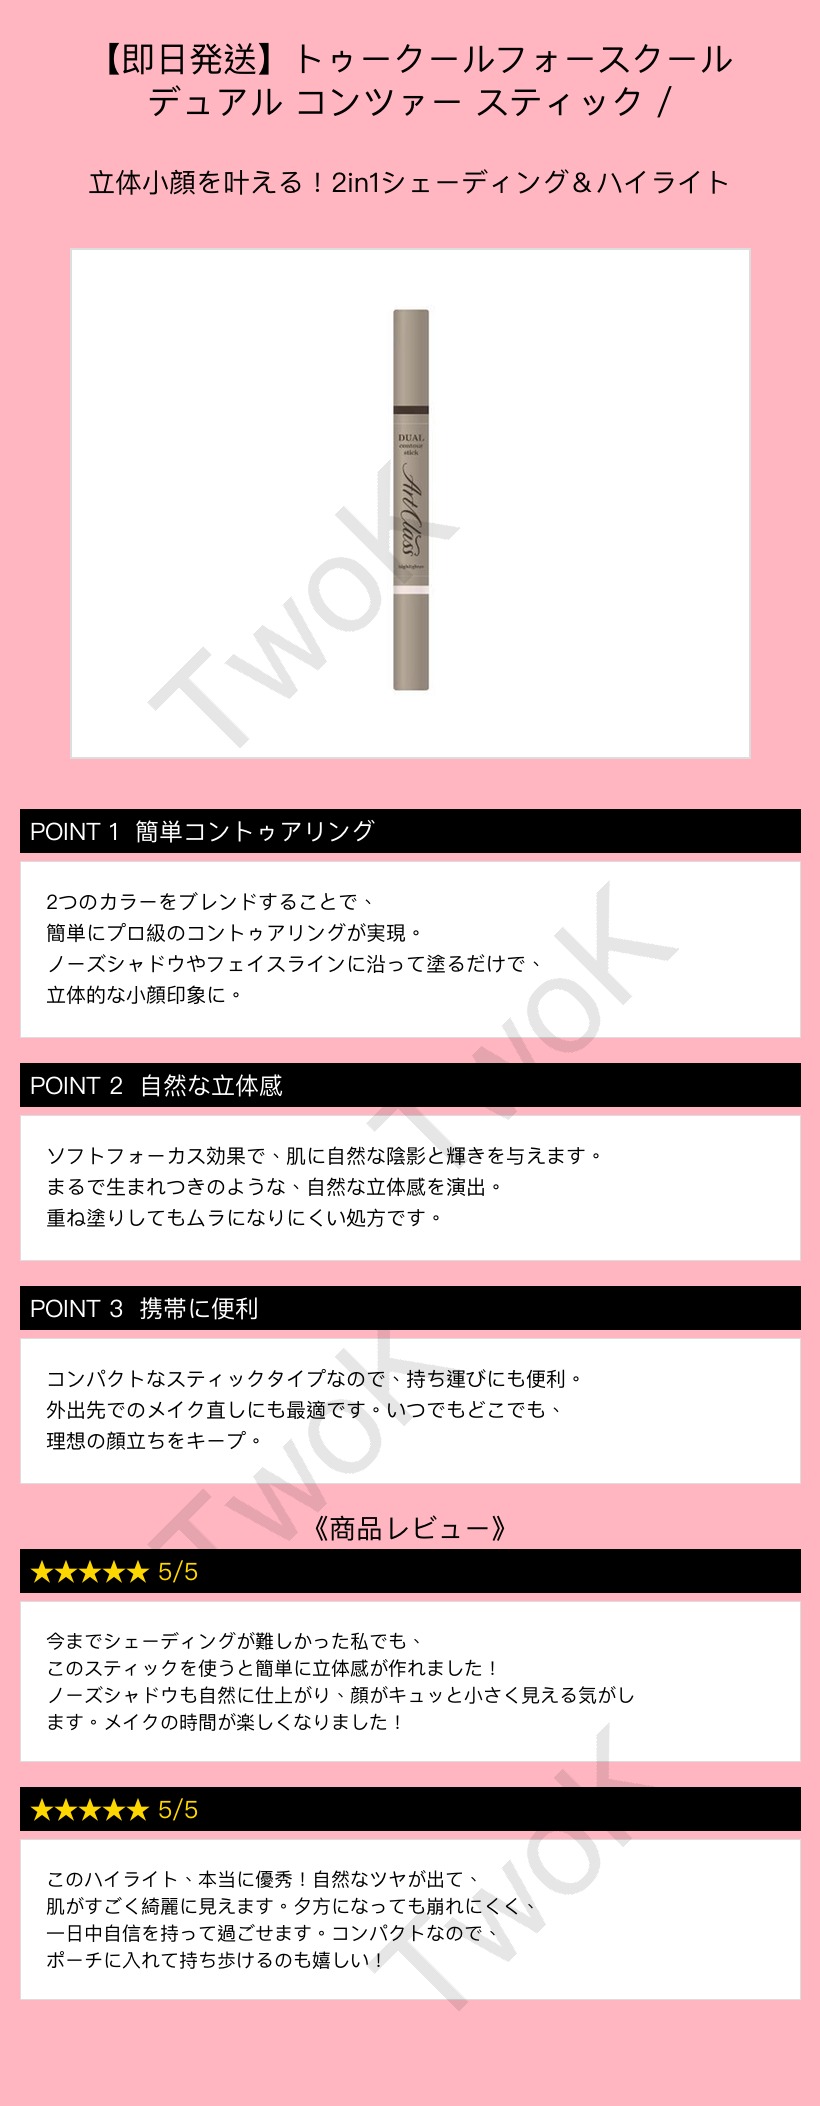 【即日発送】トゥークールフォースクール
デュアル コンツァー スティック /
立体小顔を叶える！2in1シェーディング＆ハイライト
DUAL
contour
stick
Art Class
highlighter
TwoK
POINT 1 簡単コントゥアリング
2つのカラーをブレンドすることで、
簡単にプロ級のコントゥアリングが実現。
ノーズシャドウやフェイスラインに沿って塗るだけで、
立体的な小顔印象に。
TwoK
POINT 2 自然な立体感
ソフトフォーカス効果で、肌に自然な陰影と輝きを与えます。
まるで生まれつきのような、自然な立体感を演出。
重ね塗りしてもムラになりにくい処方です。
POINT 3 携帯に便利
コンパクトなスティックタイプなので、持ち運びにも便利。
外出先でのメイク直しにも最適です。いつでもどこでも、
理想の顔立ちをキープ。
TwoK
《商品レビュー》
★★★★★ 5/5
今までシェーディングが難しかった私でも、
このスティックを使うと簡単に立体感が作れました！
ノーズシャドウも自然に仕上がり、顔がキュッと小さく見える気がし
ます。メイクの時間が楽しくなりました！
★★★★★ 5/5
このハイライト、本当に優秀！自然なツヤが出て、
肌がすごく綺麗に見えます。夕方になっても崩れにくく、
一日中自信を持って過ごせます。コンパクトなので、
ポーチに入れて持ち歩けるのも嬉しい！
TwoK